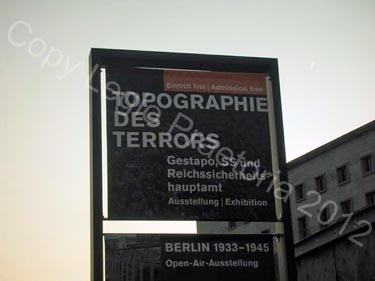 Eintritt frei | Admission free
TOPOGRAPHIE
DES
TERRORS
Gestapo, SS und
Reichssicherheits-
hauptamt
Ausstellung | Exhibition
BERLIN 1933–1945
Open-Air-Ausstellung